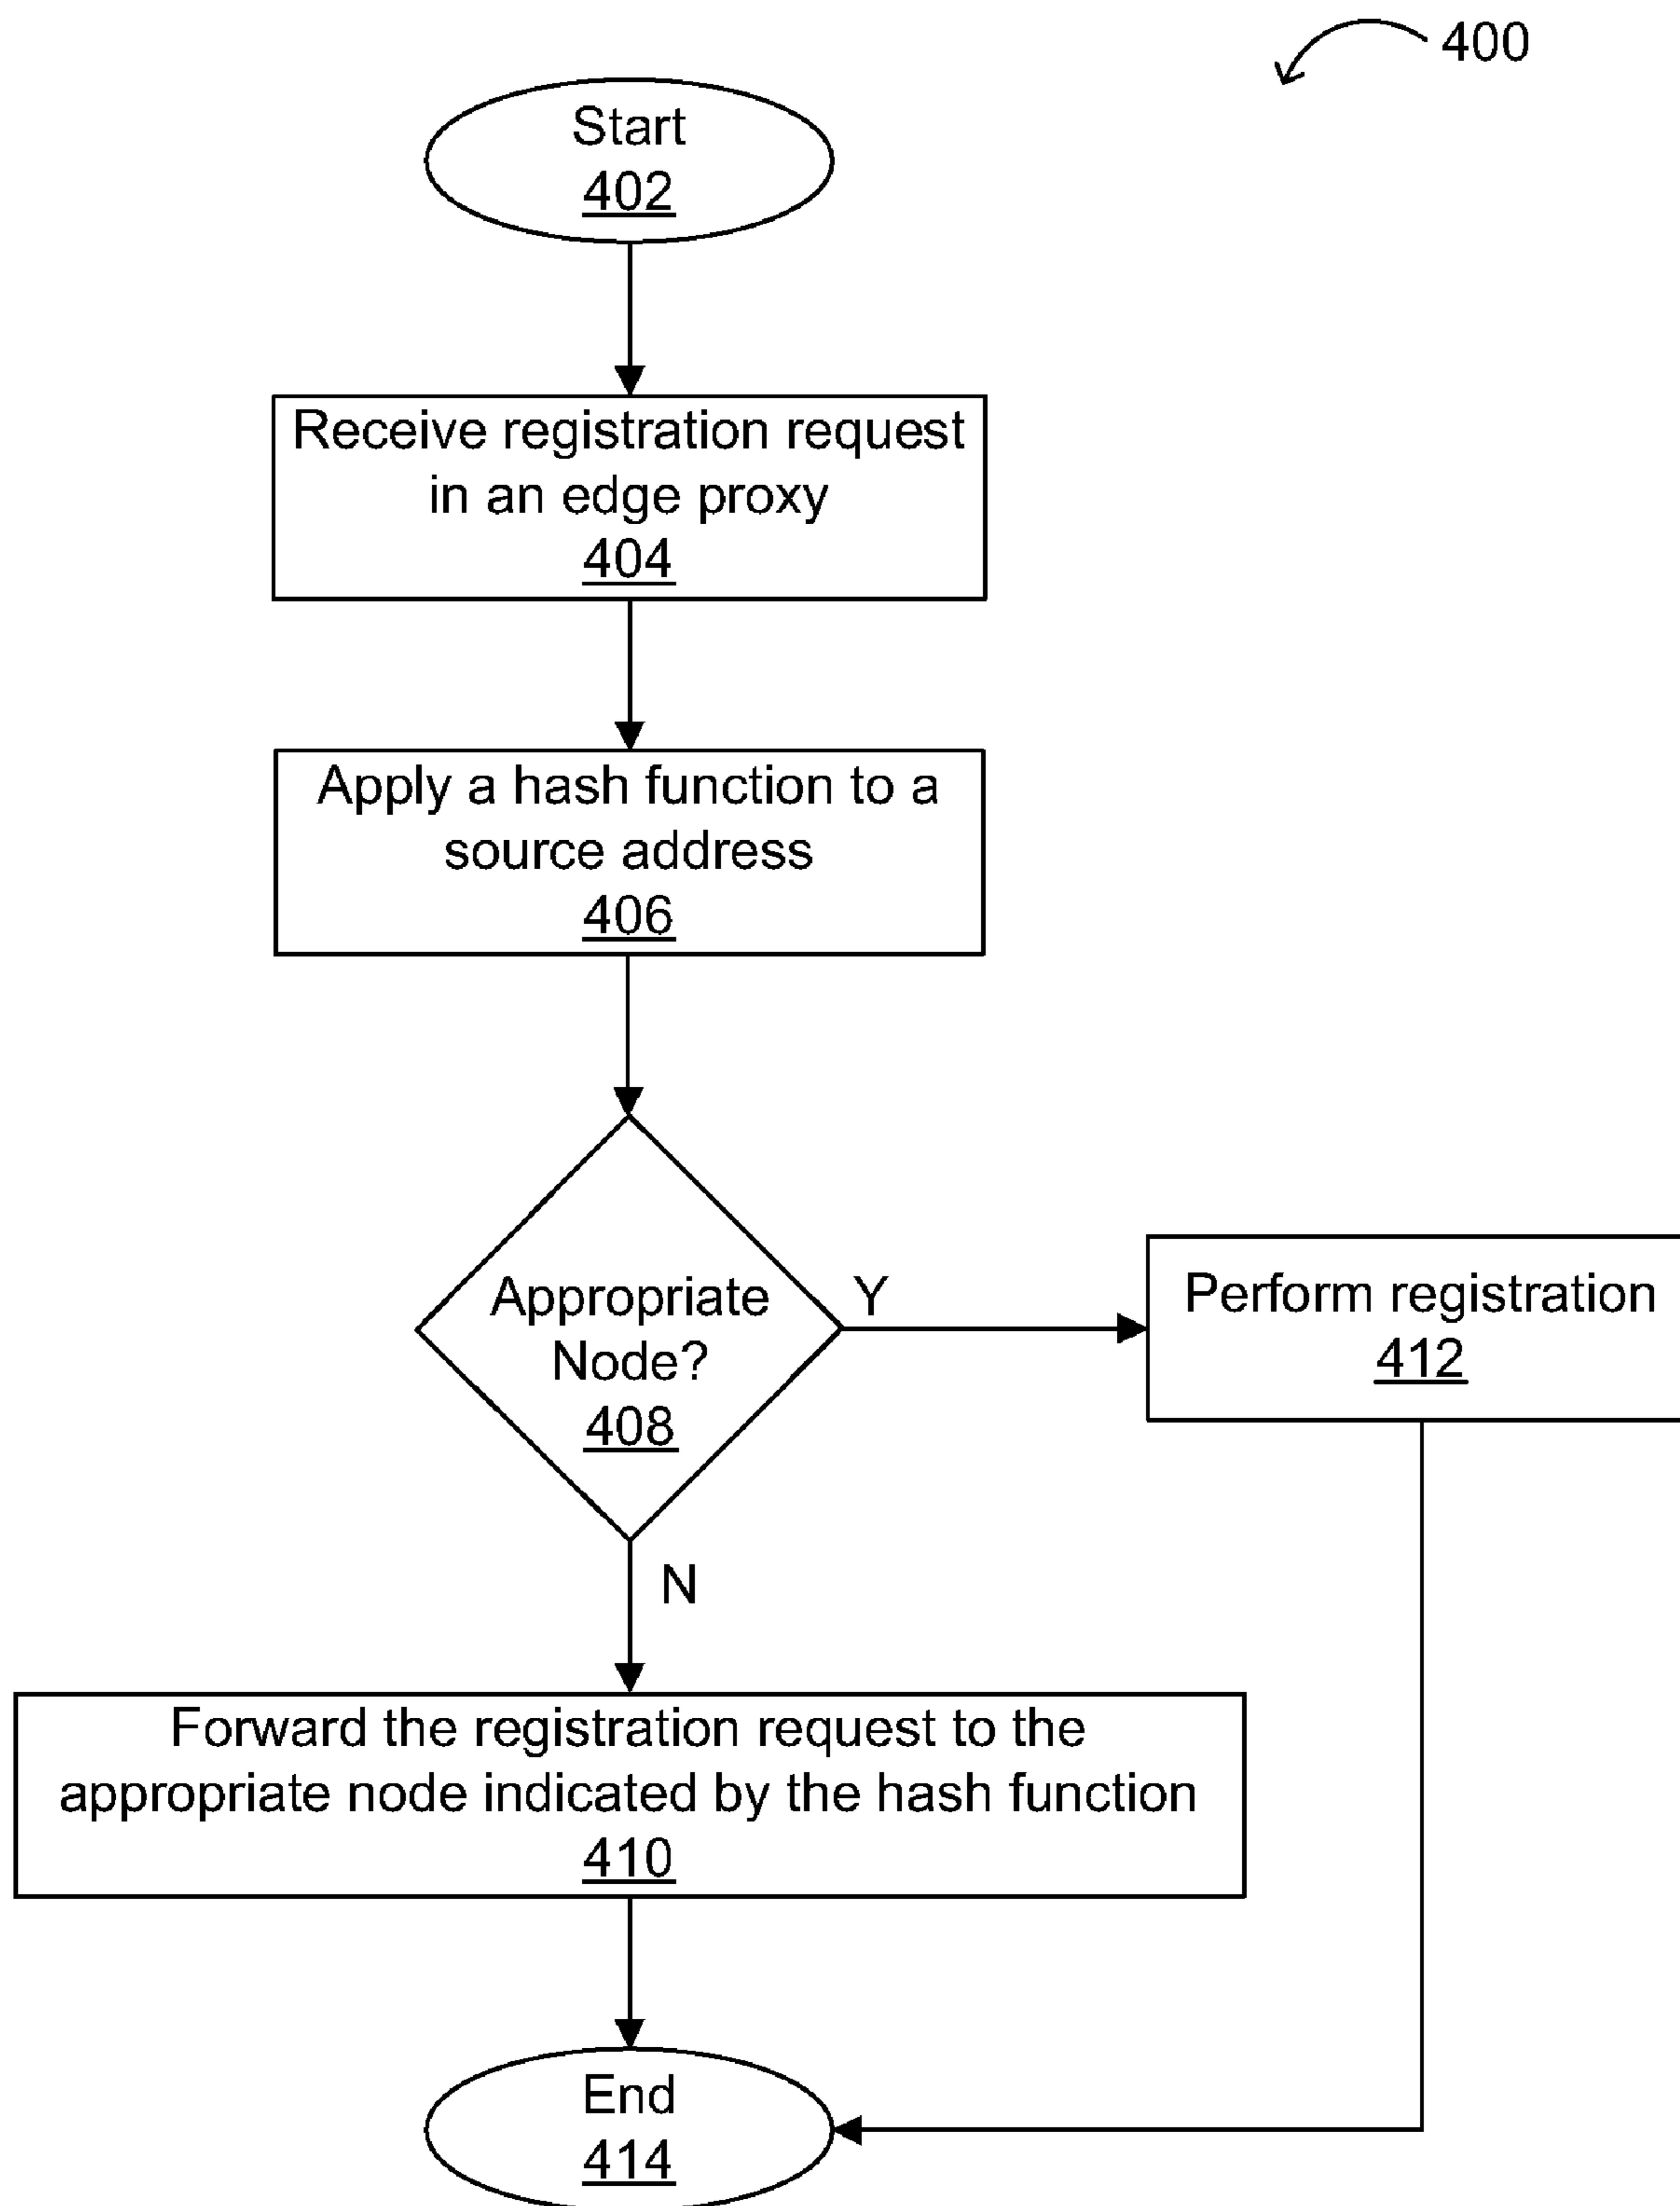 400
Start
402
Receive registration request
in an edge proxy
404
Apply a hash function to a
source address
406
Appropriate
Node?
408
Y
Perform registration
412
N
Forward the registration request to the
appropriate node indicated by the hash function
410
End
414